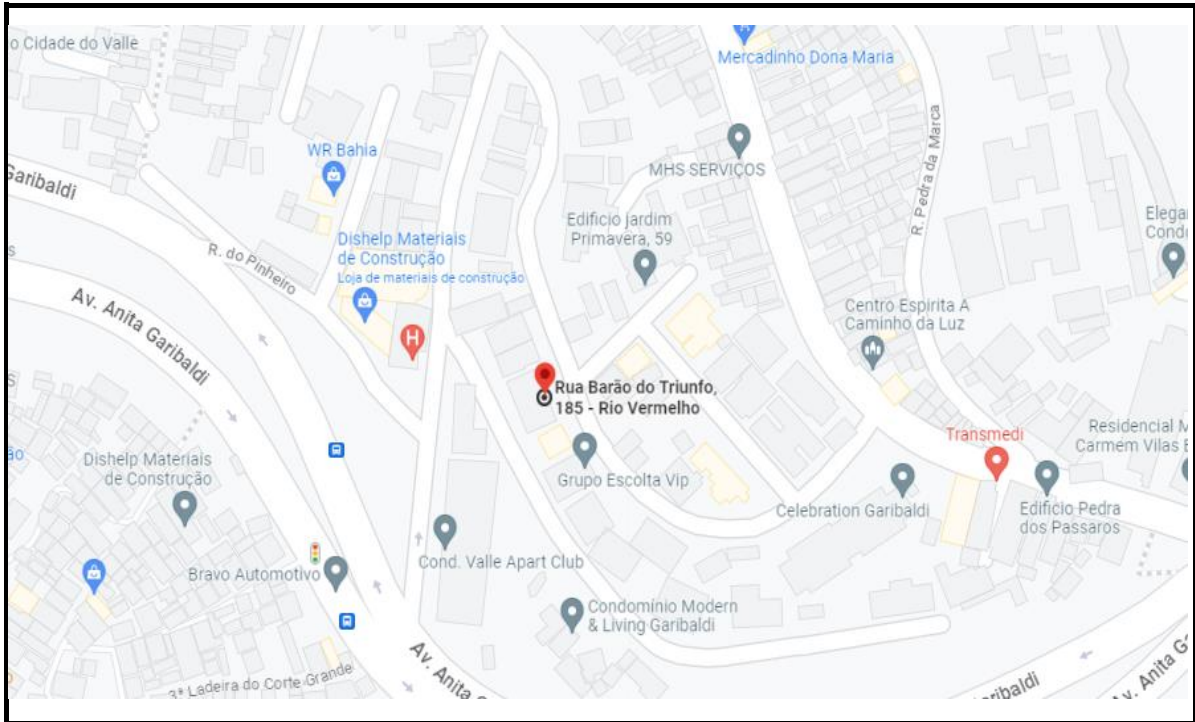 o Cidade do Valle
Mercadinho Dona Maria
WR Bahia
MHS SERVIÇOS
R. Pedra da Marca
Garibaldi
Edificio jardim
Primavera, 59
Elega
Cond
R. do Pinheiro
Dishelp Materiais
de Construção
Loja de materiais de construção
Av. Anita Garibaldi
Centro Espirita A
Caminho da Luz
H
Rua Barão do Triunfo,
185 - Rio Vermelho
Transmedi
Residencial M
Carmem Vilas
ão
Dishelp Materiais
de Construção
Grupo Escolta Vip
Celebration Garibaldi
Edificio Pedra
dos Passaros
Bravo Automotivo
Cond. Valle Apart Club
Condomínio Modern
& Living Garibaldi
3ª Ladeira do Corte Grande
Av. Anita G
aribaldi
Av. Anita G